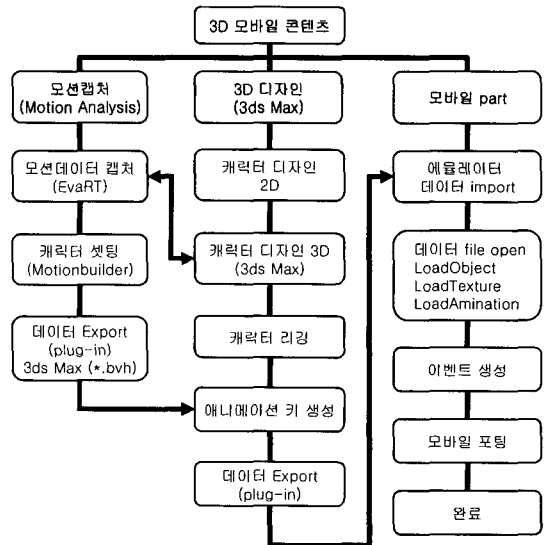 3D 모바일 콘텐츠
모션캡처
(Motion Analysis)
모션데이터 캡처
(EvaRT)
캐릭터 셋팅
(Motionbuilder)
데이터 Export
(plug-in)
3ds Max (*.bvh)
3D 디자인
(3ds Max)
캐릭터 디자인
2D
캐릭터 디자인 3D
(3ds Max)
캐릭터 리깅
애니메이션 키 생성
데이터 Export
(plug-in)
모바일 part
에뮬레이터
데이터 import
데이터 file open
LoadObject
LoadTexture
LoadAmination
이벤트 생성
모바일 포팅
완료